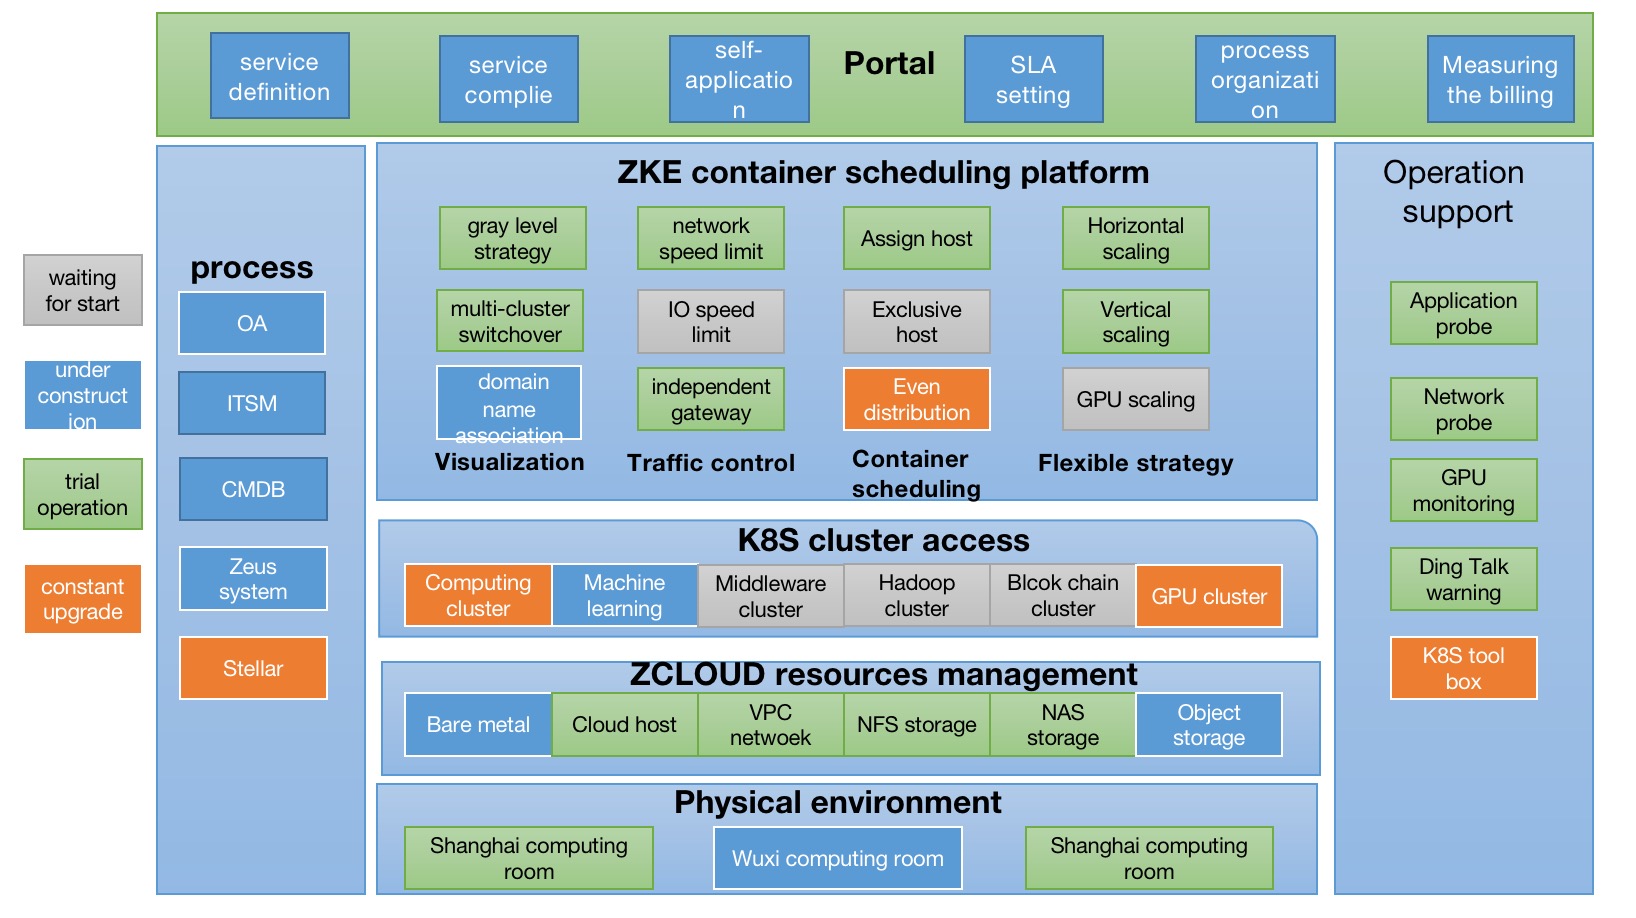 Portal
service
definition
service
complie
self-
applicatio
n
SLA
setting
process
organizati
on
Measuring
the billing
waiting
for start
under
construct
ion
trial
operation
constant
upgrade
process
OA
ITSM
CMDB
Zeus
system
Stellar
ZKE container scheduling platform
gray level
strategy
multi-cluster
switchover
domain
name
association
Visualization
network
speed limit
IO speed
limit
independent
gateway
Traffic control
Assign host
Exclusive
host
Even
distribution
Container
scheduling
Horizontal
scaling
Vertical
scaling
GPU scaling
Flexible strategy
K8S cluster access
Computing
cluster
Machine
learning
Middleware
cluster
Hadoop
cluster
Blcok chain
cluster
GPU cluster
ZCLOUD resources management
Bare metal
Cloud host
VPC
netwoek
NFS storage
NAS
storage
Object
storage
Physical environment
Shanghai computing
room
Wuxi computing room
Shanghai computing
room
Operation
support
Application
probe
Network
probe
GPU
monitoring
Ding Talk
warning
K8S tool
box